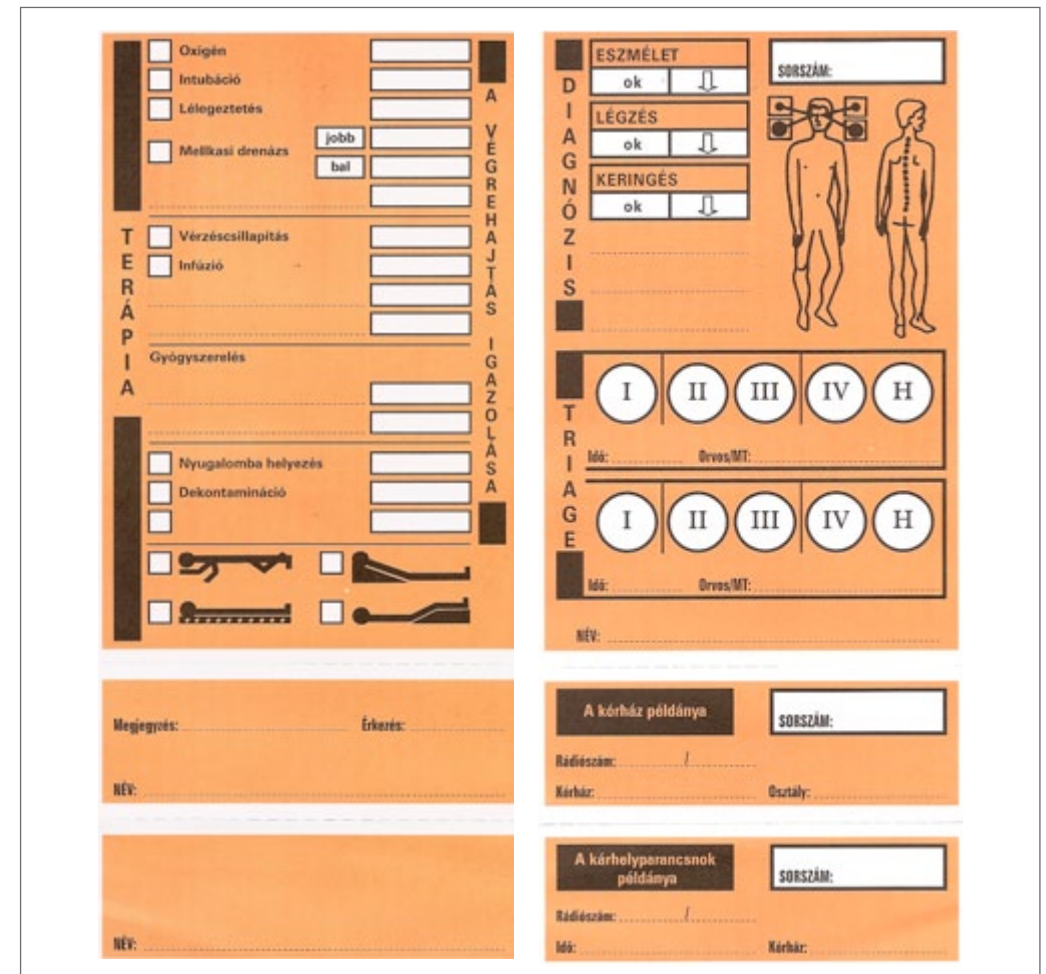 TERÁPIA
Oxigén
Intubáció
Lélegeztetés
Mellkasi drenázs
jobb
bal
Vérzéscsillapítás
Infúzió
Gyógyszerelés
Nyugalomba helyezés
Dekontamináció
A VÉGREHAJTÁS IGAZOLÁSA
Megjegyzés: Érkezés:
NÉV:
NÉV:
DIAGNÓZIS
ESZMÉLET
ok
LÉGZÉS
ok
KERINGÉS
ok
SORSZÁM:
TRIAGE
I II III IV H
Idő: Orvos/MT:
I II III IV H
Idő: Orvos/MT:
NÉV:
A kórház példánya
SORSZÁM:
Rádiószám: /
Kórház: Osztály:
A kárhelyparancsnok
példánya
SORSZÁM:
Rádiószám: /
Idő: Kórház: